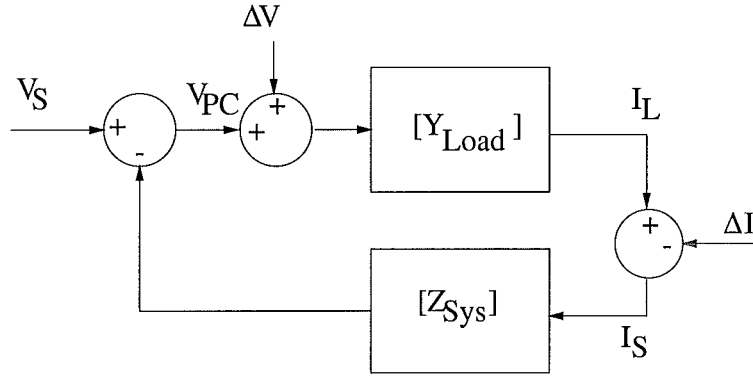 ΔV
V_S
V_PC
+
+
+
-
[Y_Load]
I_L
+
-
ΔI
[Z_Sys]
I_S